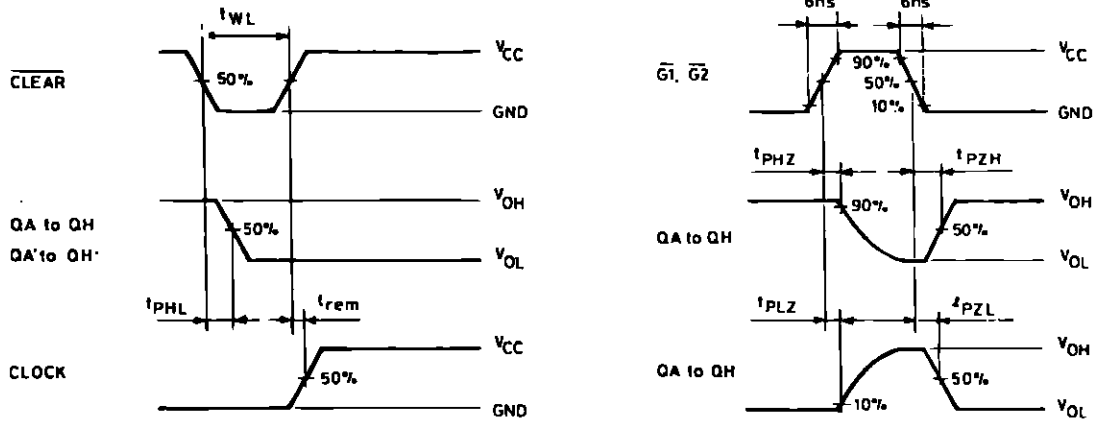 tWL
VCC
CLEAR
50%
GND
VOH
QA to QH
50%
QA' to QH'
VOL
tPHL
trem
VCC
CLOCK
50%
GND
6ns
6ns
VCC
90%
G1, G2
50%
10%
GND
tPHZ
tPZH
VOH
90%
QA to QH
50%
VOL
tPLZ
tPZL
VOH
QA to QH
50%
10%
VOL